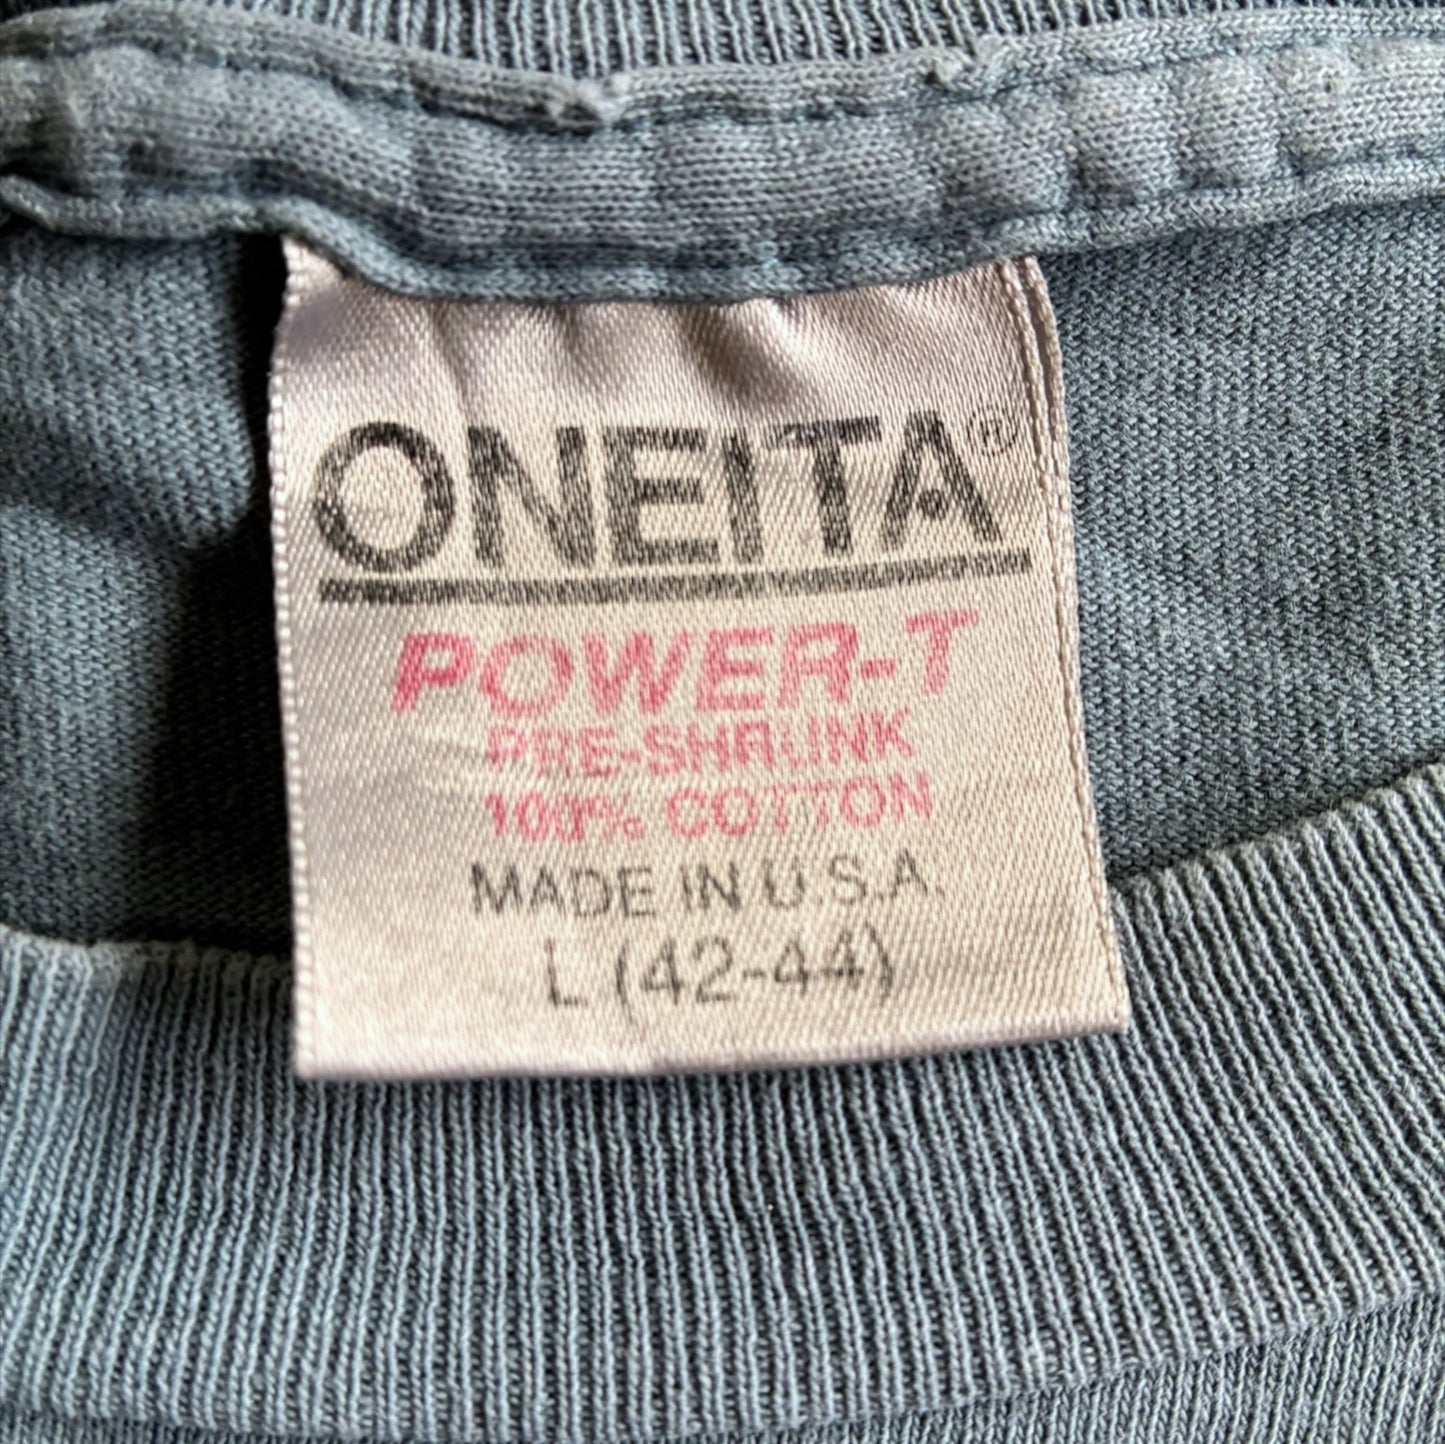 ONEITA®
POWER-T
PRE-SHRUNK
100% COTTON
MADE IN U.S.A.
L (42-44)